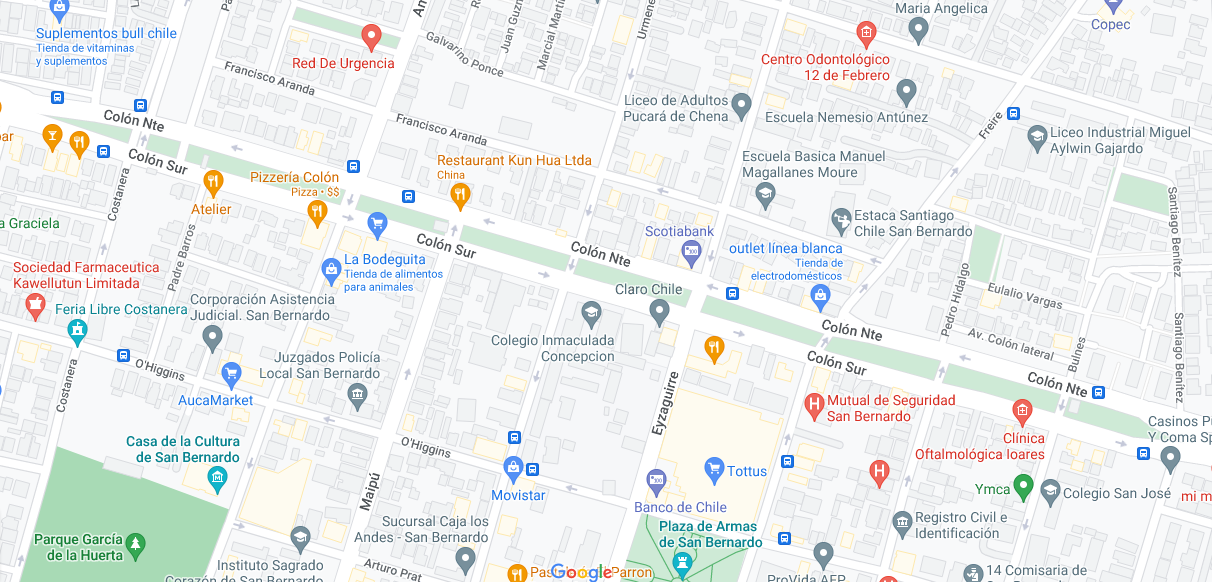 Suplementos bull chile
Tienda de vitaminas
y suplementos
Red De Urgencia
Galvarino Ponce
Juan Guz
Marcial Martín
Urmene
Maria Angelica
Copec
Centro Odontológico
12 de Febrero
Francisco Aranda
Liceo de Adultos
Pucará de Chena
Escuela Nemesio Antúnez
Freire
Liceo Industrial Miguel
Aylwin Gajardo
Colón Nte
Francisco Aranda
bar
Colón Sur
Restaurant Kun Hua Ltda
China
Escuela Basica Manuel
Magallanes Moure
Pizzería Colón
Pizza • $$
Costanera
Atelier
Santiago Benítez
a Graciela
Padre Barros
Estaca Santiago
Chile San Bernardo
Scotiabank
Colón Sur
Colón Nte
outlet línea blanca
Tienda de
electrodomésticos
La Bodeguita
Tienda de alimentos
para animales
Sociedad Farmaceutica
Kawellutun Limitada
Pedro Hidalgo
Eulalio Vargas
Claro Chile
Corporación Asistencia
Judicial. San Bernardo
Feria Libre Costanera
Colegio Inmaculada
Concepcion
Colón Nte
Av. Colón lateral
Bulnes
Santiago Benítez
O'Higgins
Juzgados Policía
Local San Bernardo
Colón Sur
Colón Nte
Costanera
AucaMarket
Eyzaguirre
Mutual de Seguridad
San Bernardo
Casinos P
Y Coma Sp
Casa de la Cultura
de San Bernardo
O'Higgins
Clínica
Oftalmológica Ioares
Maipú
Movistar
Tottus
Ymca
Colegio San José
mi m
Banco de Chile
Sucursal Caja los
Andes - San Bernardo
Plaza de Armas
de San Bernardo
Registro Civil e
Identificación
Parque García
de la Huerta
Instituto Sagrado
Corazón de San Bernardo
Arturo Prat
Google
Parron
ProVida AFP
14 Comisaria de